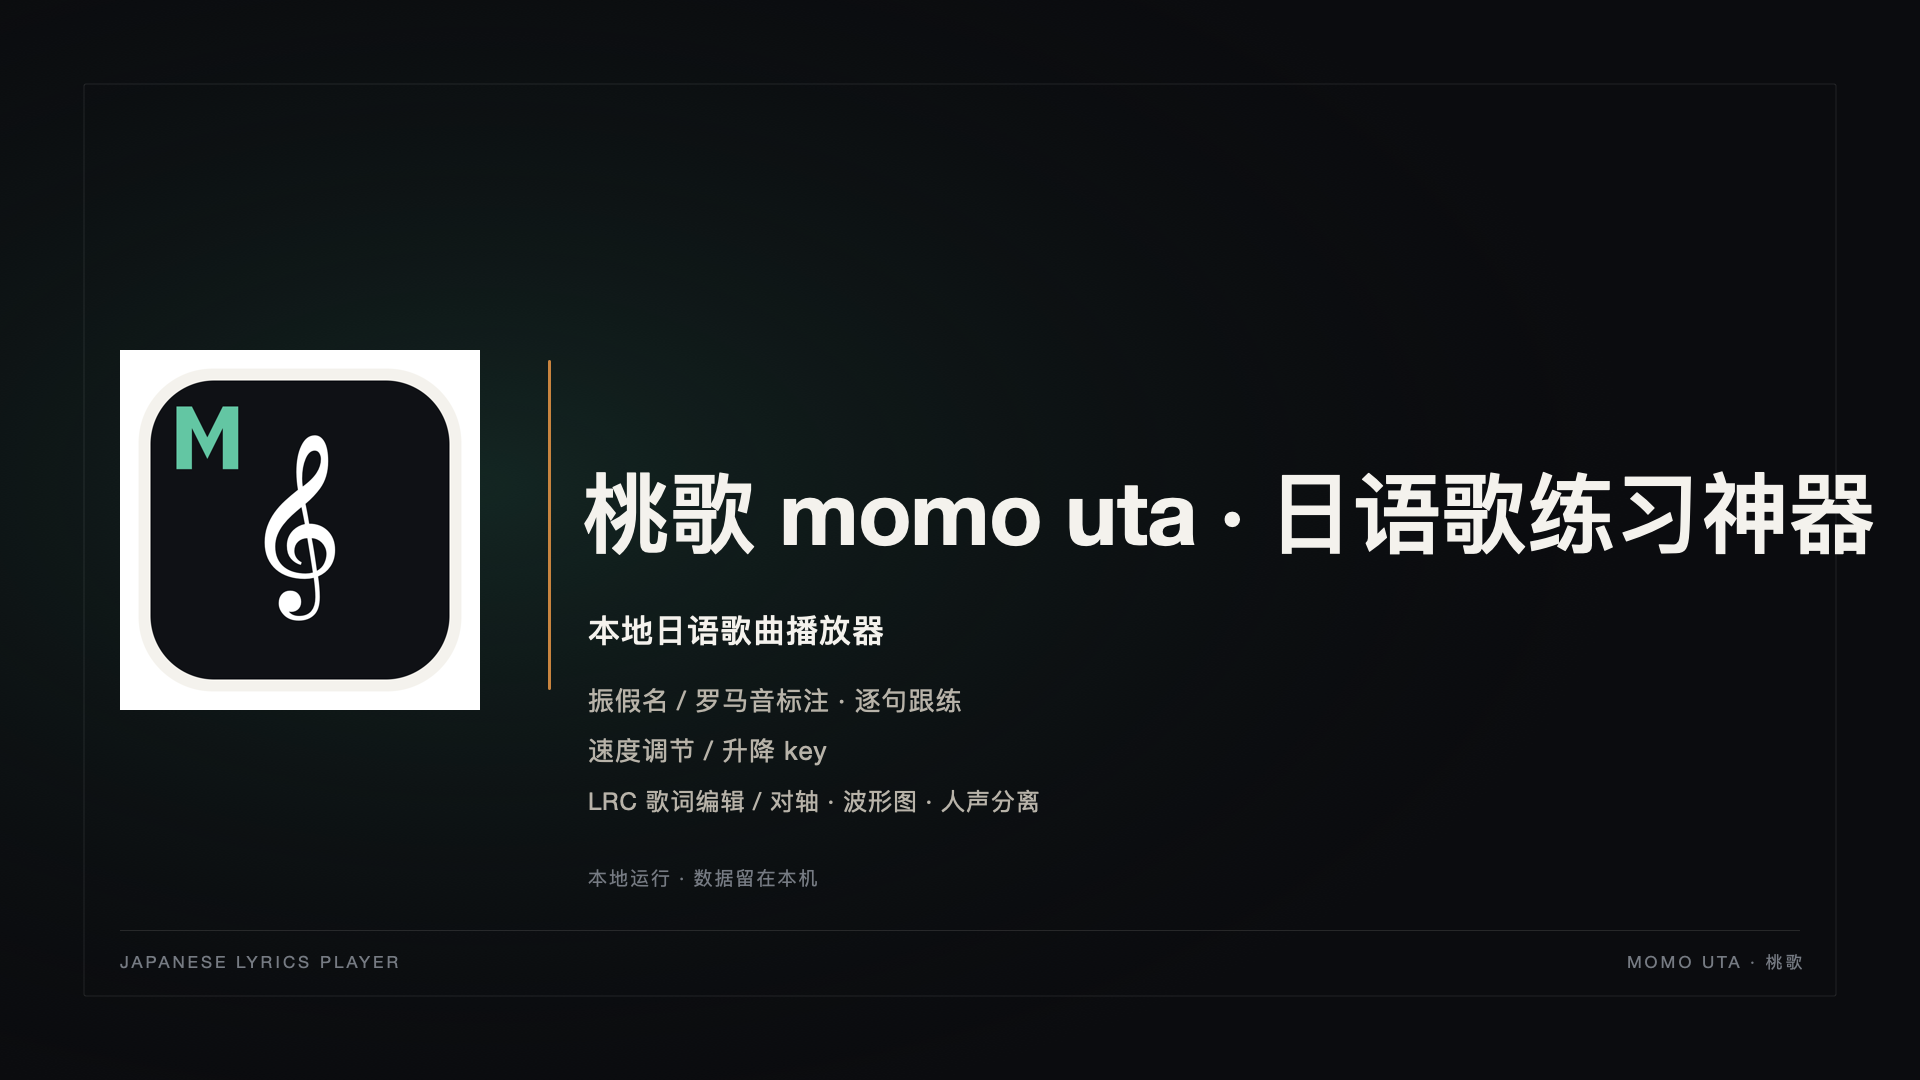 M
桃歌 momo uta · 日语歌练习神器
本地日语歌曲播放器
振假名 / 罗马音标注 · 逐句跟练
速度调节 / 升降 key
LRC 歌词编辑 / 对轴 · 波形图 · 人声分离
本地运行 · 数据留在本机
JAPANESE LYRICS PLAYER
MOMO UTA · 桃歌